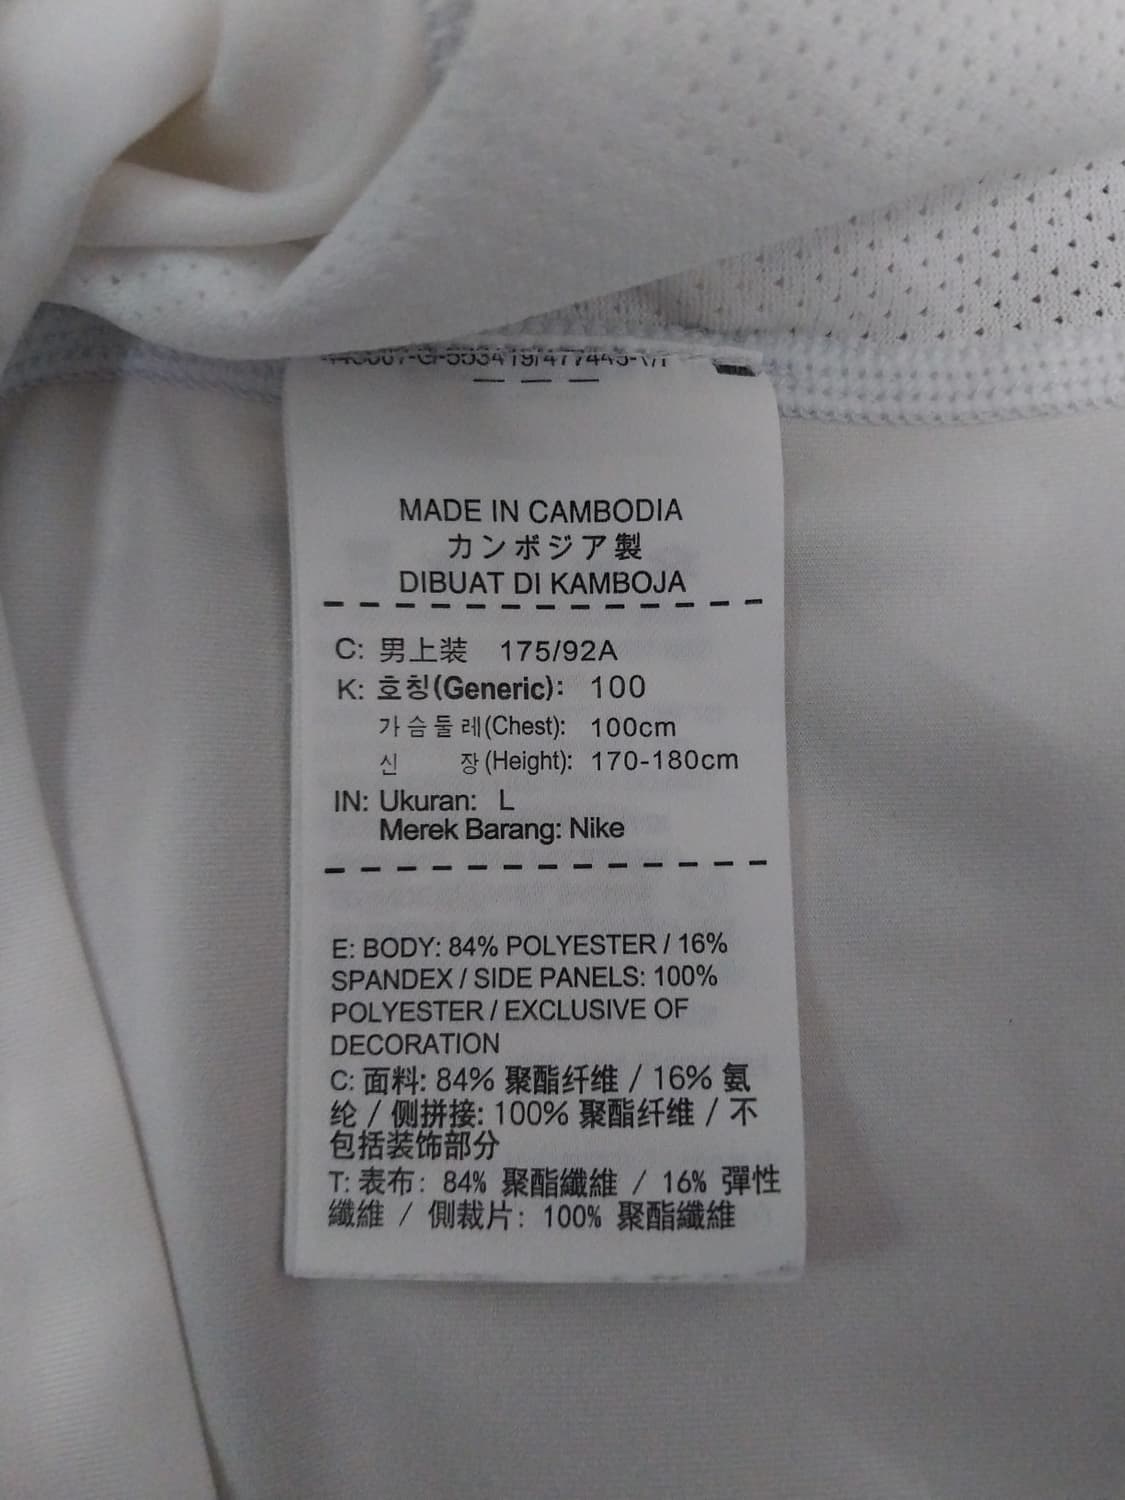 MADE IN CAMBODIA
カンボジア製
DIBUAT DI KAMBOJA
C: 男上装 175/92A
K: 호칭(Generic): 100
가슴둘레(Chest): 100cm
신 장(Height): 170-180cm
IN: Ukuran: L
Merek Barang: Nike
E: BODY: 84% POLYESTER / 16%
SPANDEX / SIDE PANELS: 100%
POLYESTER / EXCLUSIVE OF
DECORATION
C: 面料: 84% 聚酯纤维 / 16% 氨
纶 / 侧拼接: 100% 聚酯纤维 / 不
包括装饰部分
T: 表布: 84% 聚酯纖維 / 16% 彈性
纖維 / 側裁片: 100% 聚酯纖維